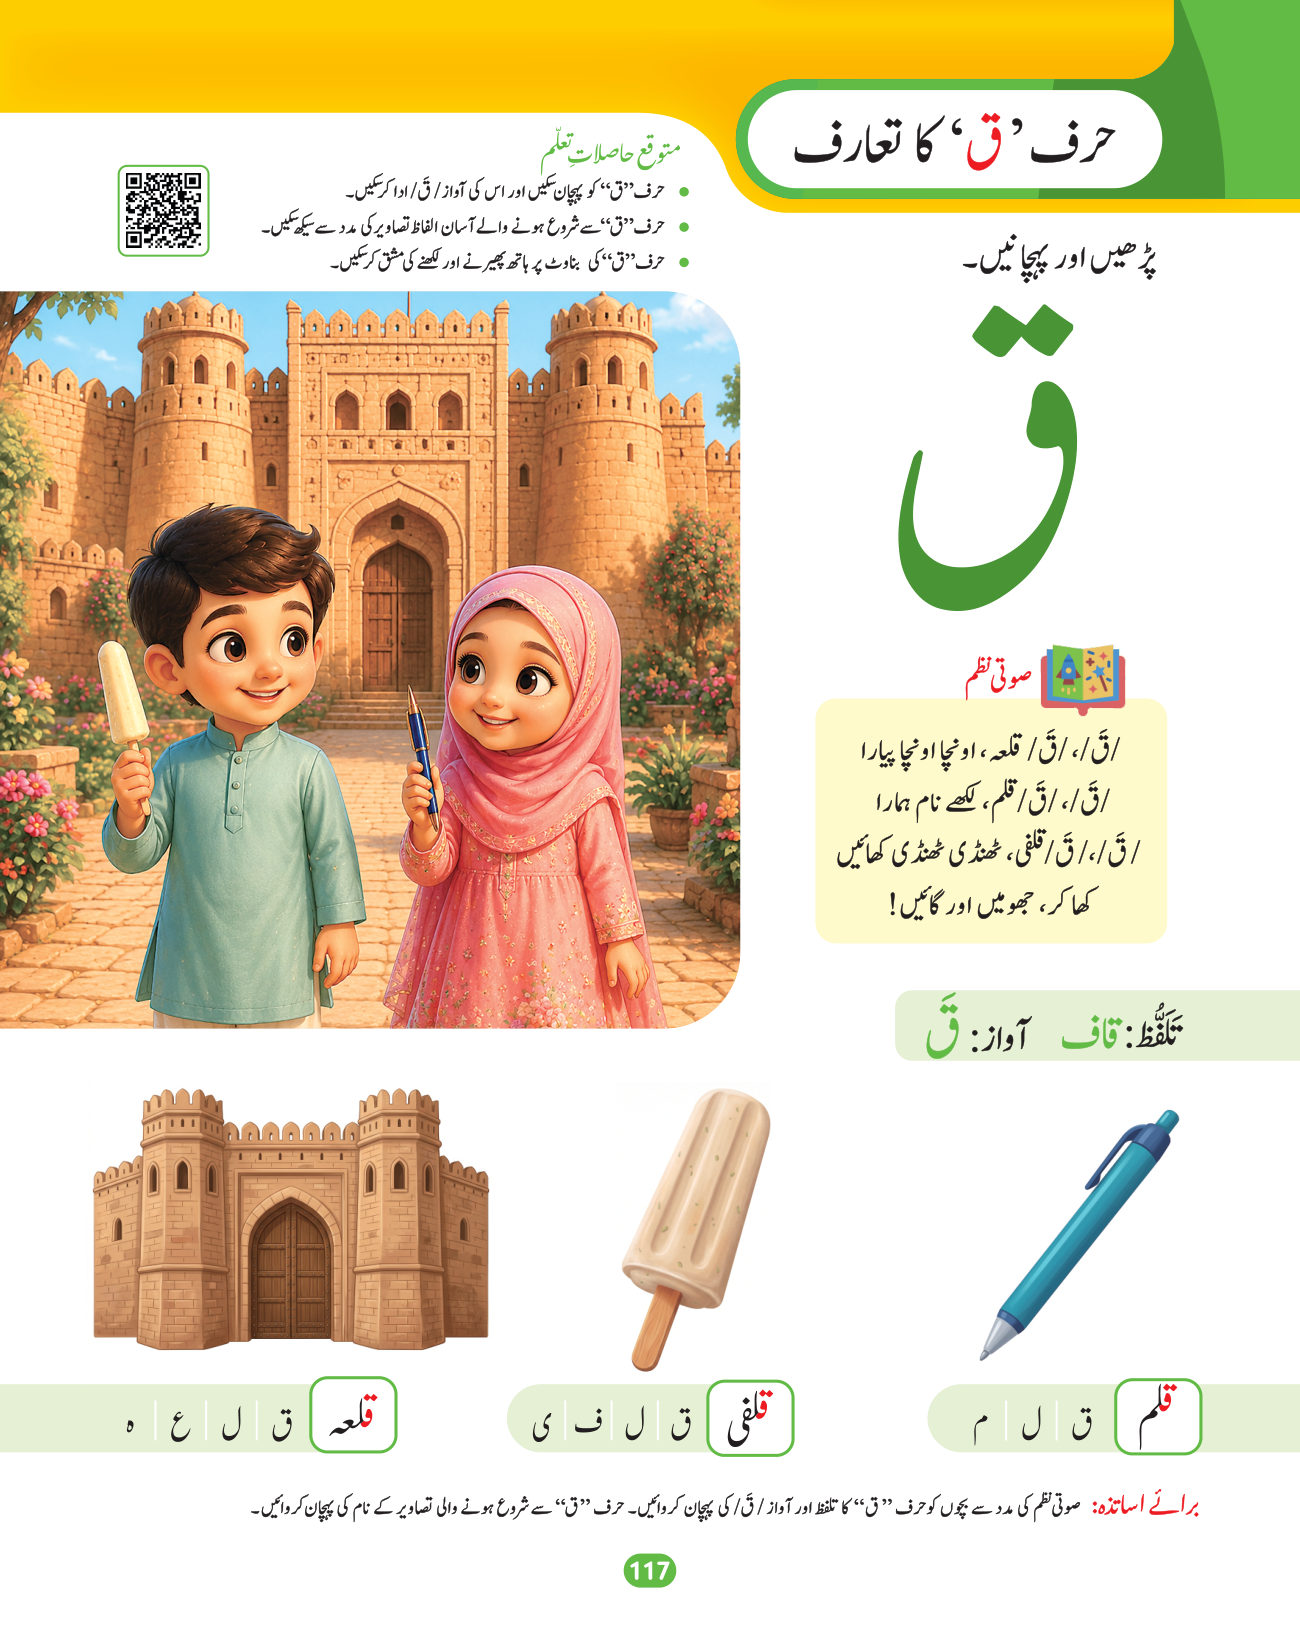 حرف ’ق‘ کا تعارف
متوقع حاصلاتِ تعلّم
حرف ”ق“ کو پہچان سکیں اور اس کی آواز /قَ/ ادا کر سکیں۔
حرف ”ق“ سے شروع ہونے والے آسان الفاظ تصاویر کی مدد سے سیکھ سکیں۔
حرف ”ق“ کی بناوٹ پر ہاتھ پھیرنے اور لکھنے کی مشق کر سکیں۔
پڑھیں اور پہچانیں۔
ق
صوتی نظم
/قَ/، /قَ/ قلعہ، اونچا اونچا پیارا
/قَ/، /قَ/ قلم، لکھے نام ہمارا
/قَ/، /قَ/ قلفی، ٹھنڈی ٹھنڈی کھائیں
کھا کر، جھومیں اور گائیں!
تَلَفُّظ: قاف آواز: قَ
قلم ق ل م
قلفی ق ل ف ی
قلعہ ق ل ع ہ
برائے اساتذہ: صوتی نظم کی مدد سے بچوں کو حرف ”ق“ کا تلفظ اور آواز /قَ/ کی پہچان کروائیں۔ حرف ”ق“ سے شروع ہونے والی تصاویر کے نام کی پہچان کروائیں۔
117